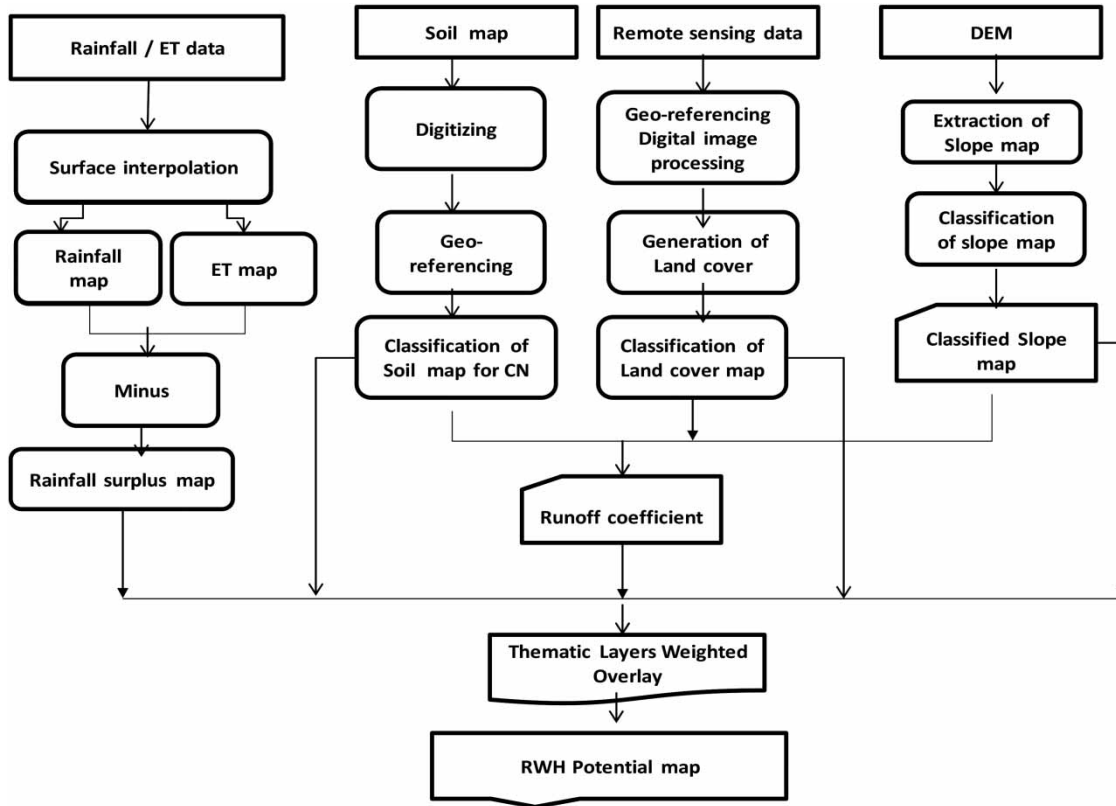 Rainfall / ET data
Surface interpolation
Rainfall
map
ET map
Minus
Rainfall surplus map
Soil map
Digitizing
Geo-
referencing
Classification of
Soil map for CN
Remote sensing data
Geo-referencing
Digital image
processing
Generation of
Land cover
Classification of
Land cover map
DEM
Extraction of
Slope map
Classification
of slope map
Classified Slope
map
Runoff coefficient
Thematic Layers Weighted
Overlay
RWH Potential map